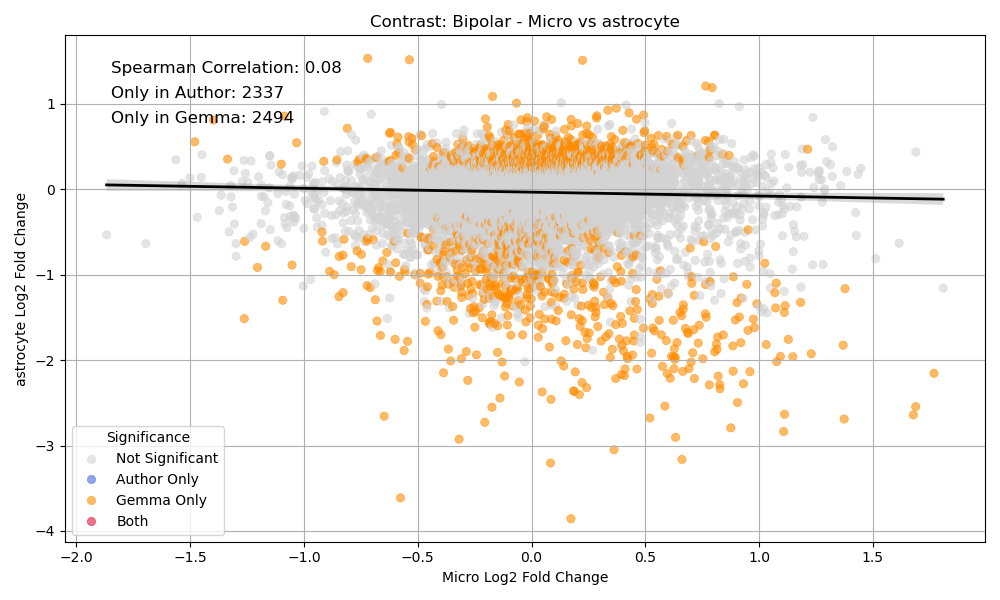 Contrast: Bipolar - Micro vs astrocyte
Spearman Correlation: 0.08
Only in Author: 2337
Only in Gemma: 2494
astrocyte Log2 Fold Change
1
0
−1
−2
−3
−4
Significance
Not Significant
Author Only
Gemma Only
Both
−2.0
−1.5
−1.0
−0.5
0.0
0.5
1.0
1.5
Micro Log2 Fold Change